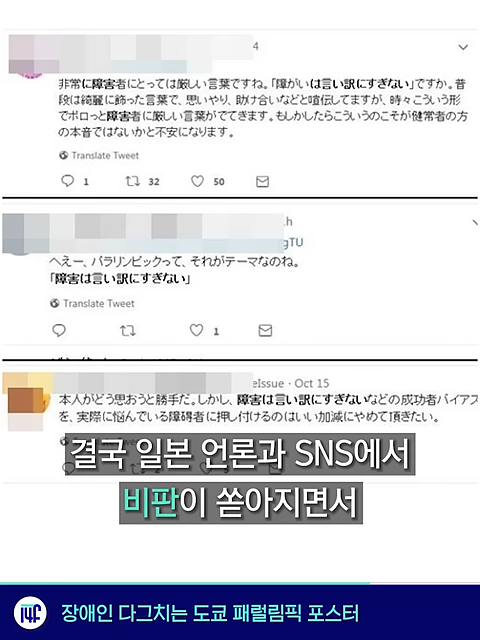 4
非常に障害者にとっては厳しい言葉ですね。「障がいは言い訳にすぎない」ですか。普
段は綺麗に飾った言葉で、思いやり、助け合いなどと喧伝してますが、時々こういう形
でポロっと障害者に厳しい言葉がでてきます。もしかしたらこういうのこそが健常者の方
の本音ではないかと不安になります。
Translate Tweet
1 32 50
.h
gTU
へえー、パラリンピックって、それがテーマなのね。
「障害は言い訳にすぎない」
Translate Tweet
1
eIssue · Oct 15
本人がどう思おうと勝手だ。しかし、障害は言い訳にすぎないなどの成功者バイアス
を、実際に悩んでいる障碍者に押し付けるのはいい加減にやめて頂きたい。
결국 일본 언론과 SNS에서
비판이 쏟아지면서
14F 장애인 다그치는 도쿄 패럴림픽 포스터